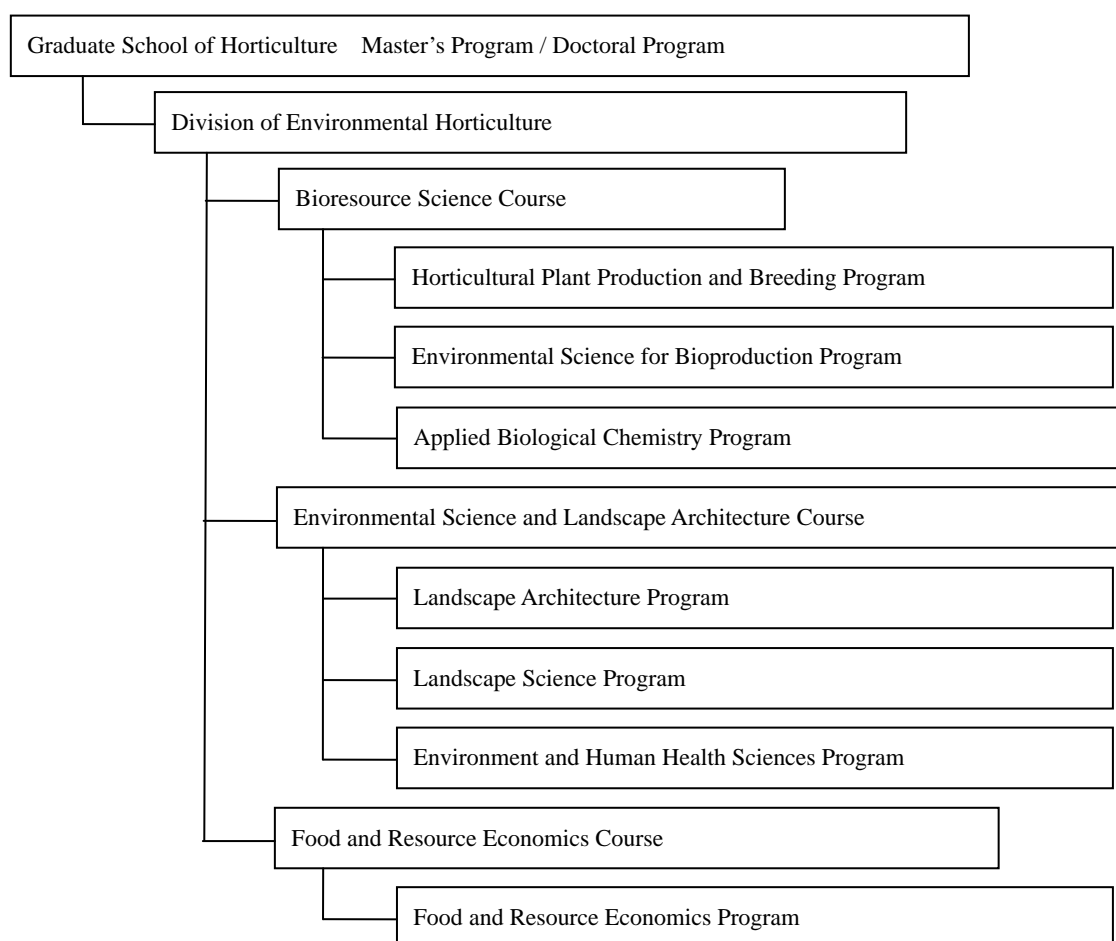 Graduate School of Horticulture Master’s Program / Doctoral Program
Division of Environmental Horticulture
Bioresource Science Course
Horticultural Plant Production and Breeding Program
Environmental Science for Bioproduction Program
Applied Biological Chemistry Program
Environmental Science and Landscape Architecture Course
Landscape Architecture Program
Landscape Science Program
Environment and Human Health Sciences Program
Food and Resource Economics Course
Food and Resource Economics Program